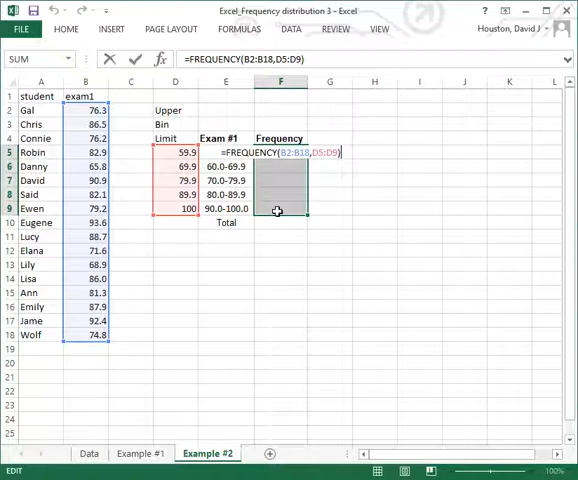 Excel_Frequency distribution 3 - Excel
FILE HOME INSERT PAGE LAYOUT FORMULAS DATA REVIEW VIEW Houston, David J
SUM =FREQUENCY(B2:B18,D5:D9)
A B C D E F G H I J K L
1 student exam1
2 Gal 76.3 Upper
3 Chris 86.5 Bin
4 Connie 76.2 Limit Exam #1 Frequency
5 Robin 82.9 59.9 =FREQUENCY(B2:B18,D5:D9)
6 Danny 65.8 69.9 60.0-69.9
7 David 90.9 79.9 70.0-79.9
8 Said 82.1 89.9 80.0-89.9
9 Ewen 79.2 100 90.0-100.0
10 Eugene 93.6 Total
11 Lucy 88.7
12 Elana 71.6
13 Lily 68.9
14 Lisa 86.0
15 Ann 81.3
16 Emily 87.9
17 Jame 92.4
18 Wolf 74.8
19
20
21
22
23
24
25
Data Example #1 Example #2
EDIT 100%